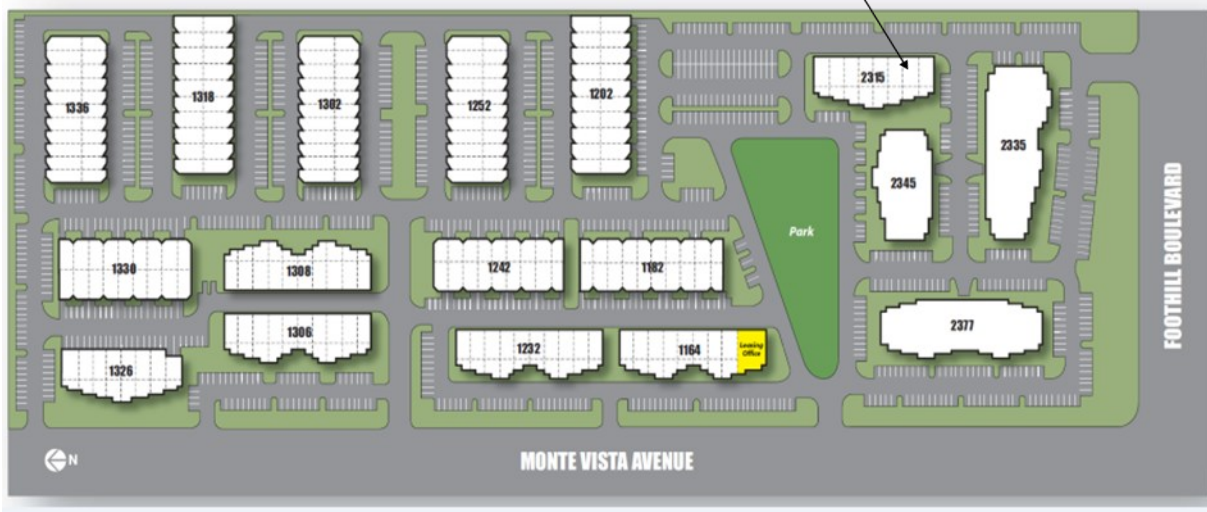 1336
1318
1302
1252
1202
2315
2335
2345
1330
1308
1242
1182
Park
FOOTHILL BOULEVARD
1306
1326
1232
1164
Leasing
Office
2377
N
MONTE VISTA AVENUE